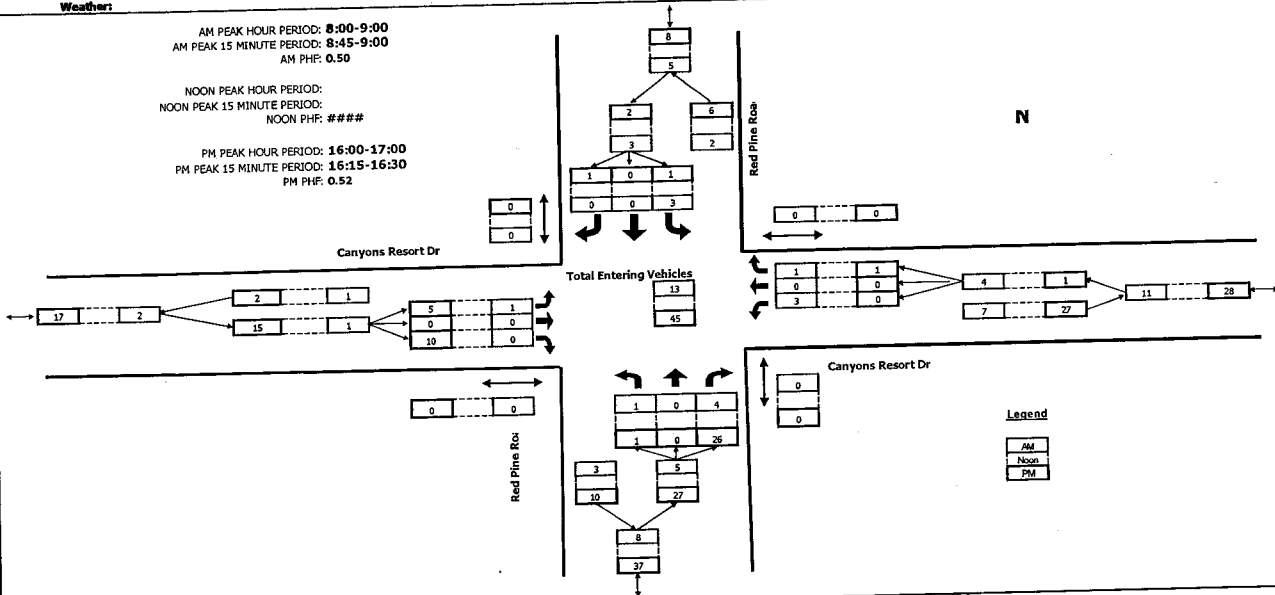 Weather:
AM PEAK HOUR PERIOD: 8:00-9:00
AM PEAK 15 MINUTE PERIOD: 8:45-9:00
AM PHF: 0.50
NOON PEAK HOUR PERIOD:
NOON PEAK 15 MINUTE PERIOD:
NOON PHF: ####
PM PEAK HOUR PERIOD: 16:00-17:00
PM PEAK 15 MINUTE PERIOD: 16:15-16:30
PM PHF: 0.52
8
5
2
3
6
2
1 0 1
0 0 3
Red Pine Roa
N
0
0
0 0
Canyons Resort Dr
Total Entering Vehicles
13
45
17 2
2 1
15 1
5 1
0 0
10 0
1 1
0 0
3 0
4 1
7 27
11 28
0 0
Red Pine Roa
1 0 4
1 0 26
3
10
5
27
8
37
Canyons Resort Dr
0
0
Legend
AM
Noon
PM